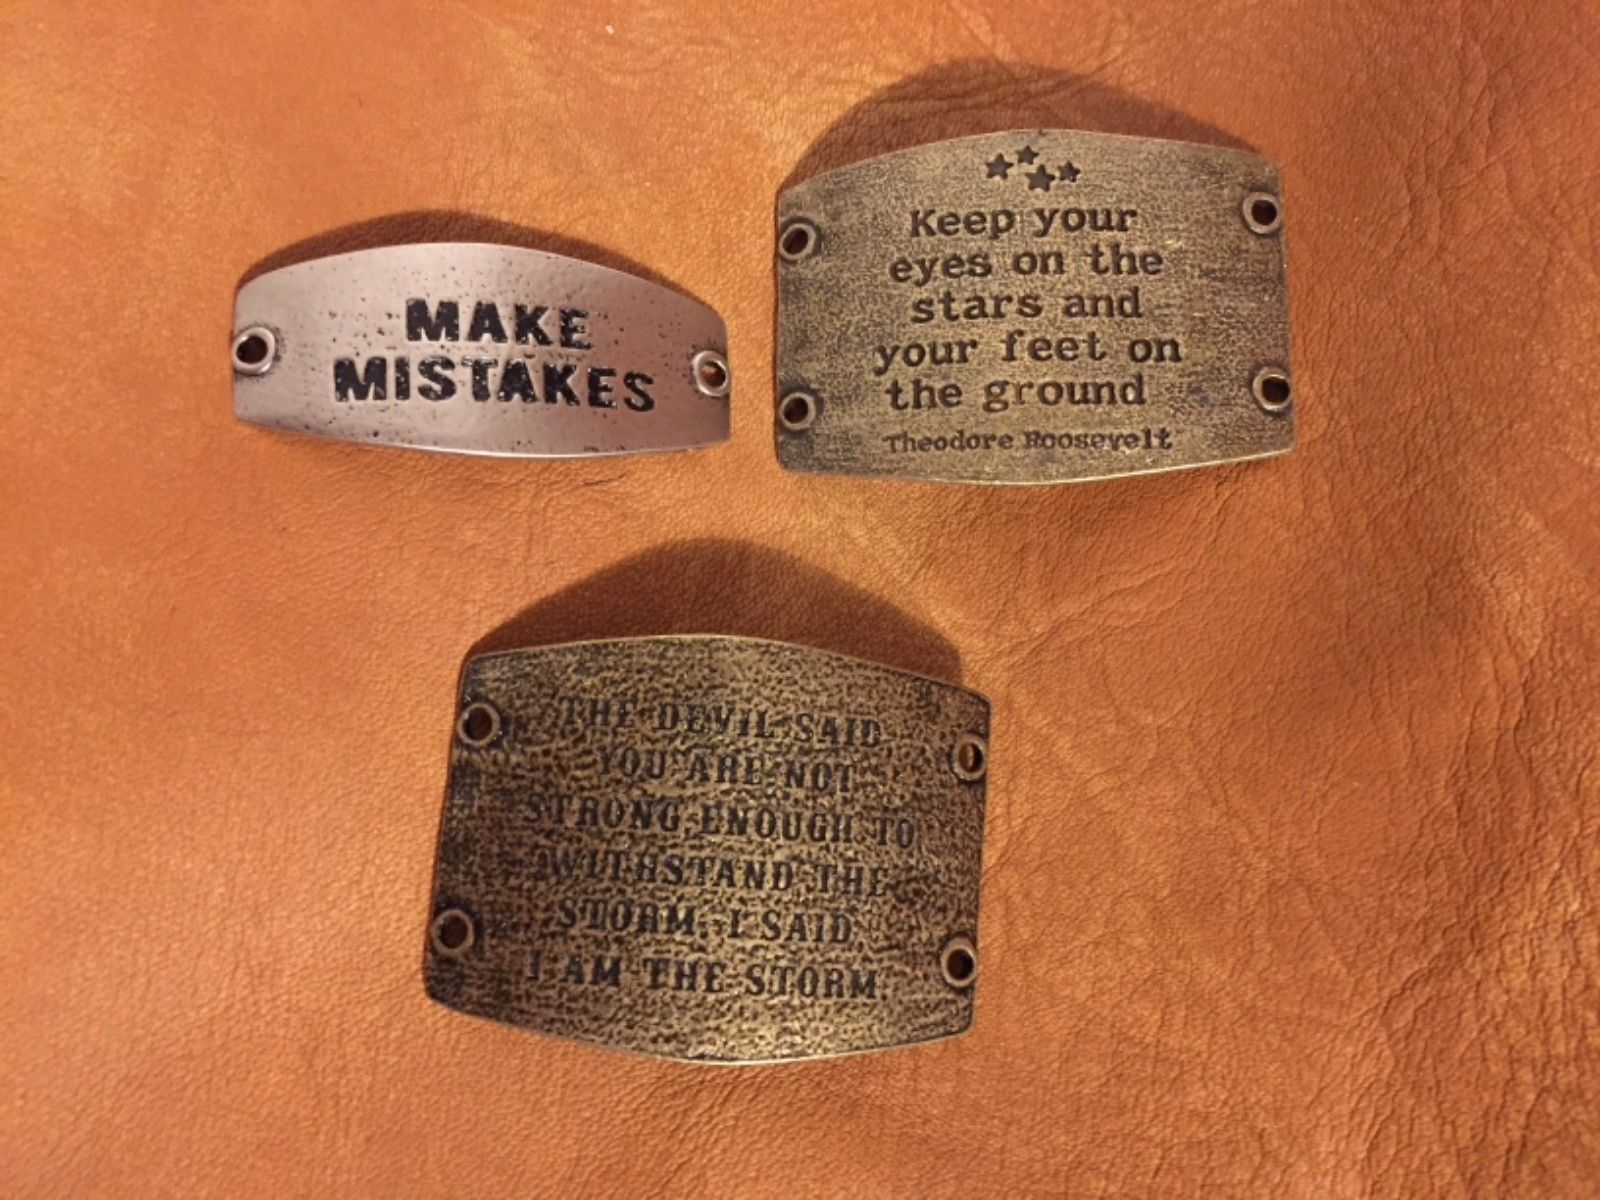 MAKE
MISTAKES
Keep your
eyes on the
stars and
your feet on
the ground
Theodore Roosevelt
THE DEVIL SAID
YOU ARE NOT
STRONG ENOUGH TO
WITHSTAND THE
STORM. I SAID
I AM THE STORM.